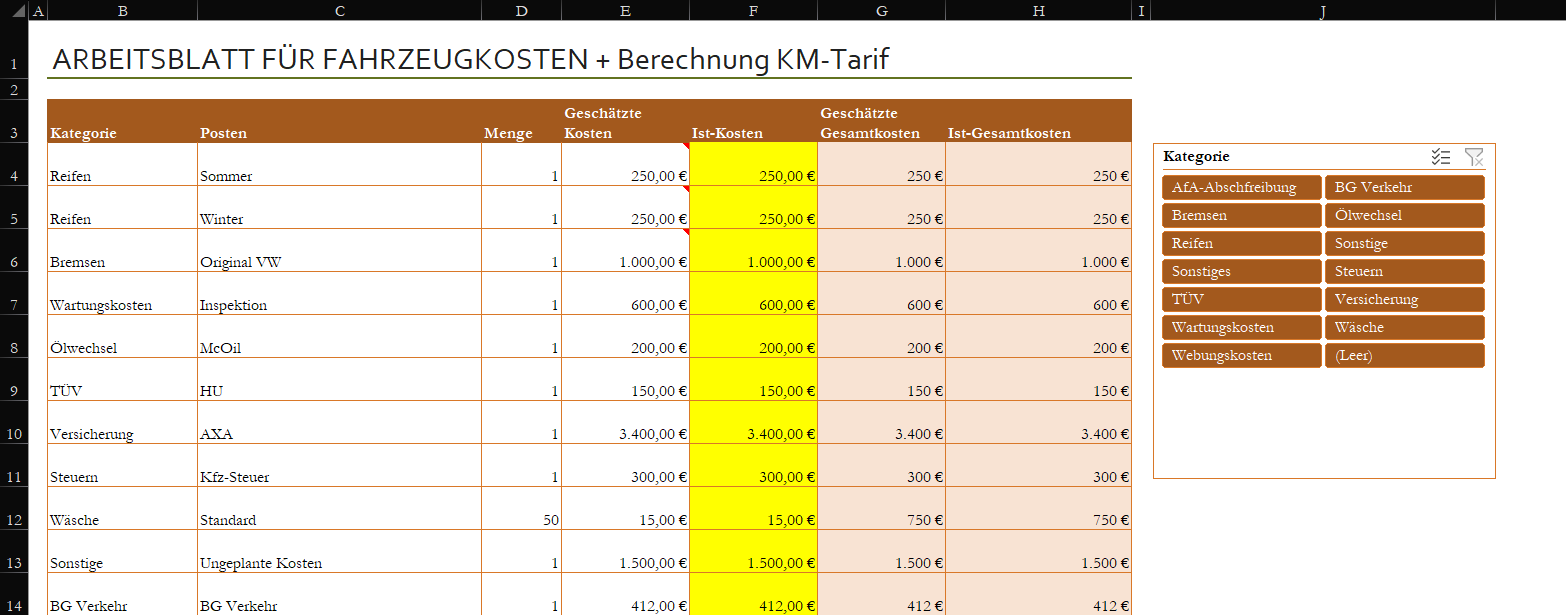 A B C D E F G H I J
1 ARBEITSBLATT FÜR FAHRZEUGKOSTEN + Berechnung KM-Tarif
2
Geschätzte Geschätzte
3 Kategorie Posten Menge Kosten Ist-Kosten Gesamtkosten Ist-Gesamtkosten
4 Reifen Sommer 1 250,00 € 250,00 € 250 € 250 €
5 Reifen Winter 1 250,00 € 250,00 € 250 € 250 €
6 Bremsen Original VW 1 1.000,00 € 1.000,00 € 1.000 € 1.000 €
7 Wartungskosten Inspektion 1 600,00 € 600,00 € 600 € 600 €
8 Ölwechsel McOil 1 200,00 € 200,00 € 200 € 200 €
9 TÜV HU 1 150,00 € 150,00 € 150 € 150 €
10 Versicherung AXA 1 3.400,00 € 3.400,00 € 3.400 € 3.400 €
11 Steuern Kfz-Steuer 1 300,00 € 300,00 € 300 € 300 €
12 Wäsche Standard 50 15,00 € 15,00 € 750 € 750 €
13 Sonstige Ungeplante Kosten 1 1.500,00 € 1.500,00 € 1.500 € 1.500 €
14 BG Verkehr BG Verkehr 1 412,00 € 412,00 € 412 € 412 €
Kategorie
AfA-Abschfreibung BG Verkehr
Bremsen Ölwechsel
Reifen Sonstige
Sonstiges Steuern
TÜV Versicherung
Wartungskosten Wäsche
Webungskosten (Leer)